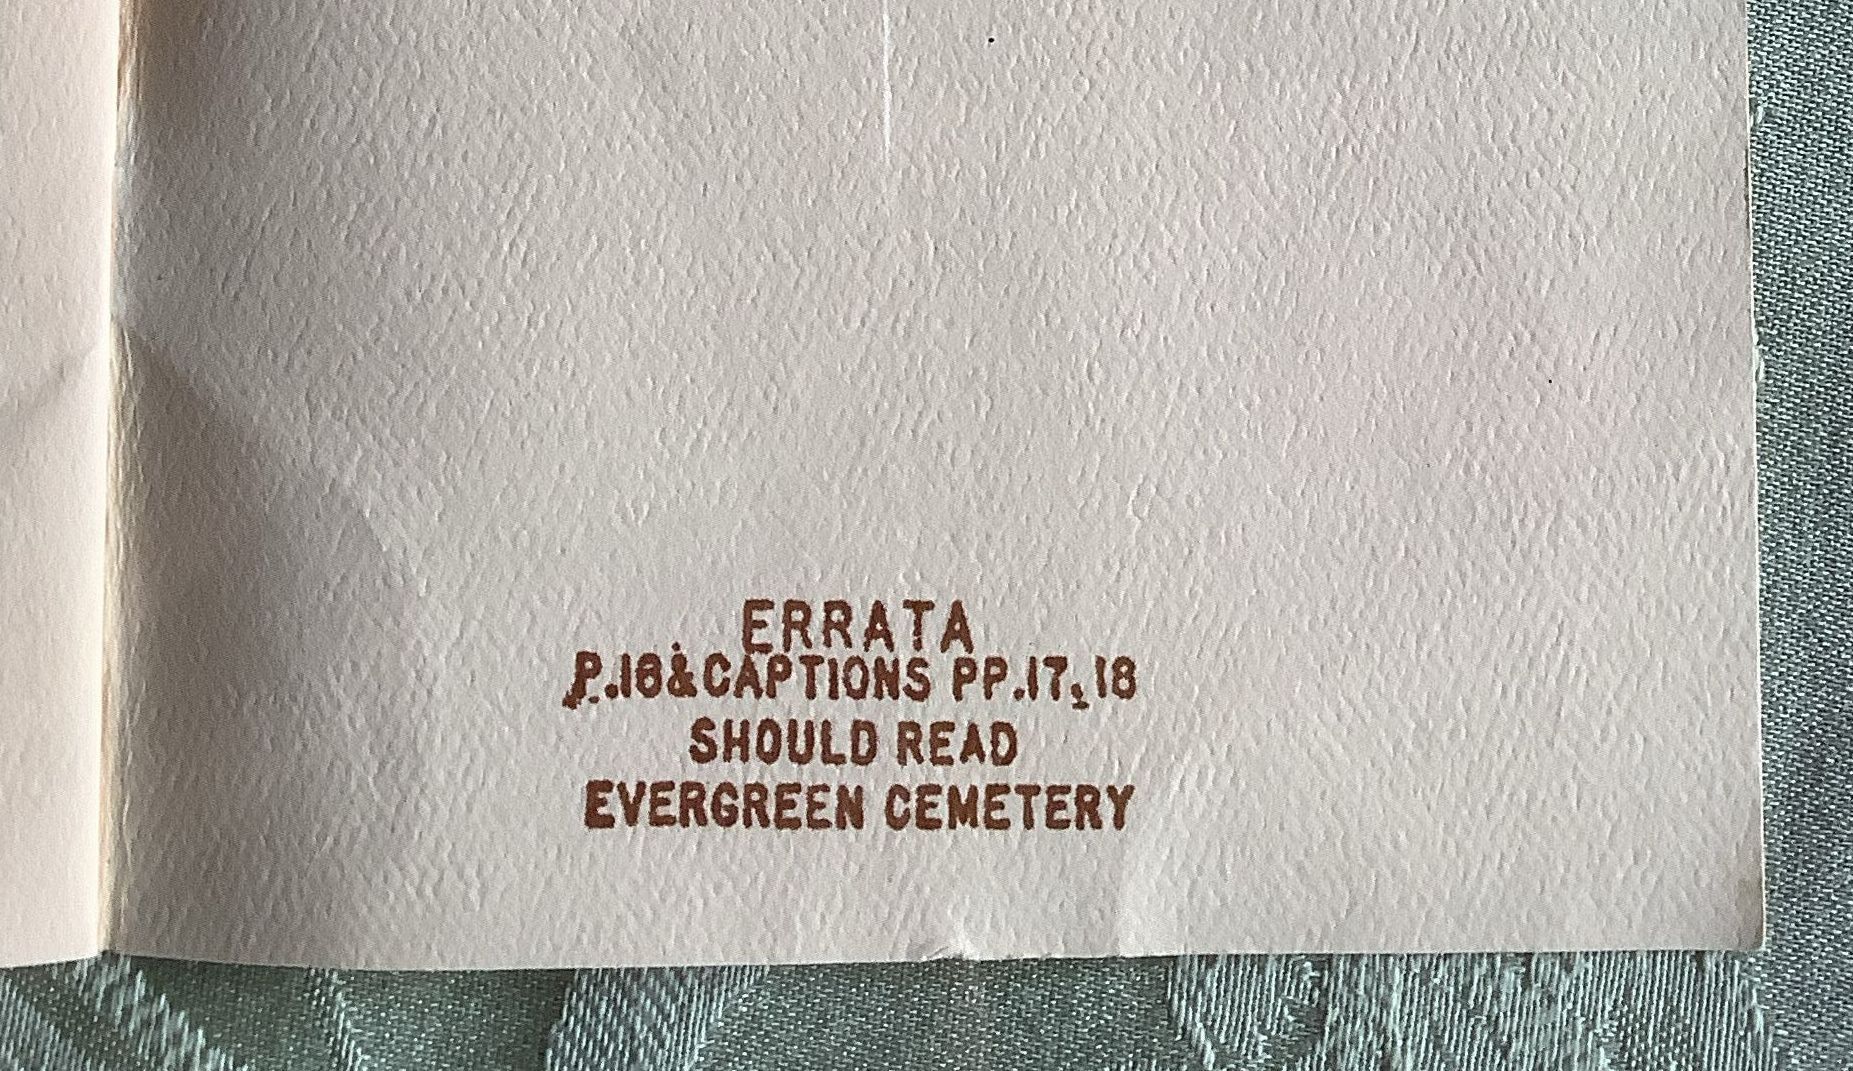 ERRATA
P.16&CAPTIONS PP.17,18
SHOULD READ
EVERGREEN CEMETERY